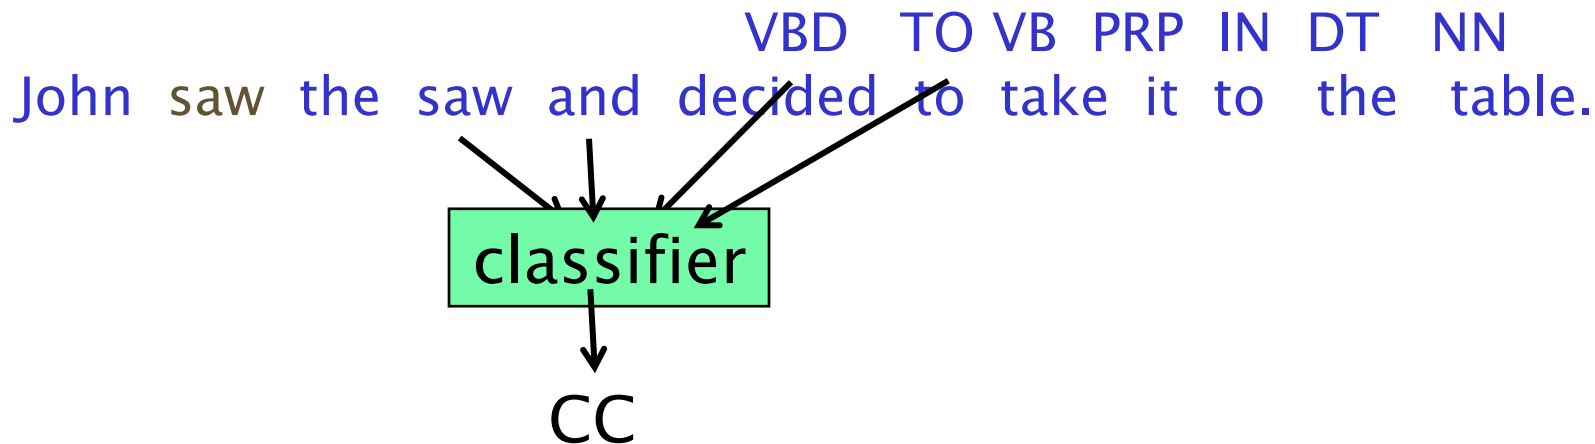 VBD TO VB PRP IN DT NN
John saw the saw and decided to take it to the table.
classifier
CC